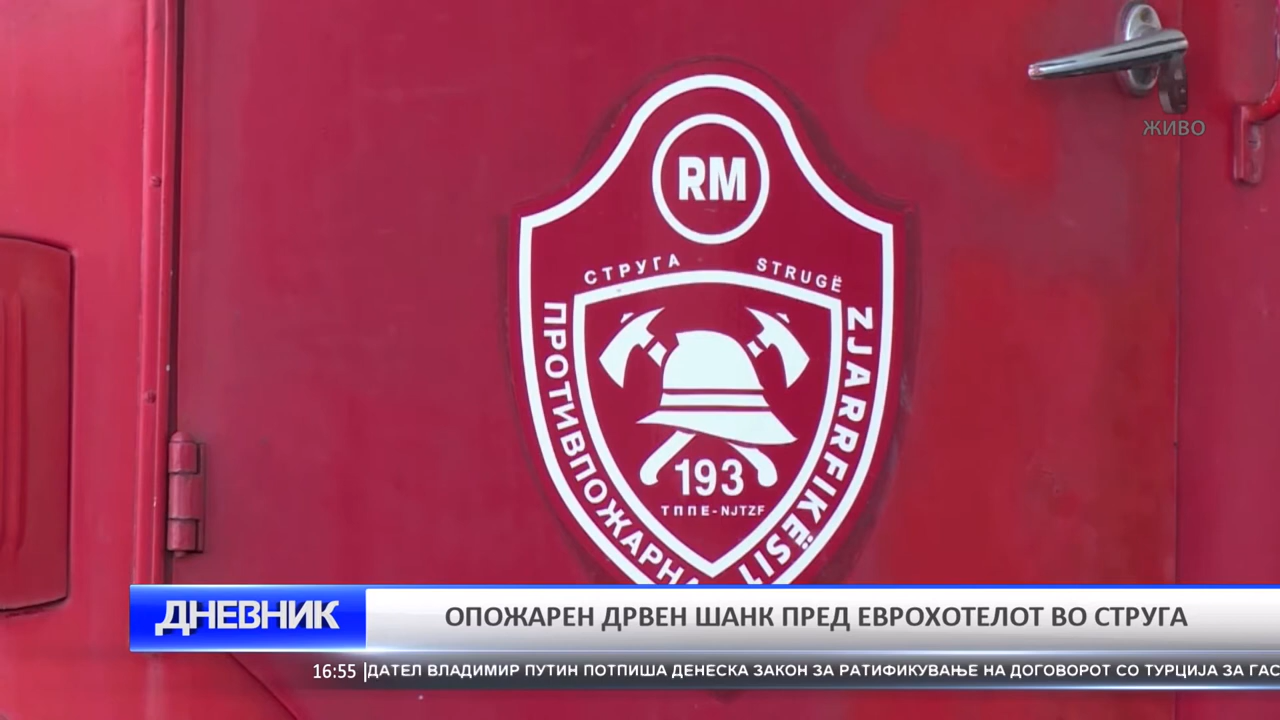 ЖИВО
RM
СТРУГА STRUGË
ПРОТИВПОЖАРНА
ZJARRFIKËSIT
193
ТППЕ-NJTZF
ДНЕВНИК
ОПОЖАРЕН ДРВЕН ШАНК ПРЕД ЕВРОХОТЕЛОТ ВО СТРУГА
16:55 ДАТЕЛ ВЛАДИМИР ПУТИН ПОТПИША ДЕНЕСКА ЗАКОН ЗА РАТИФИКУВАЊЕ НА ДОГОВОРОТ СО ТУРЦИЈА ЗА ГАС